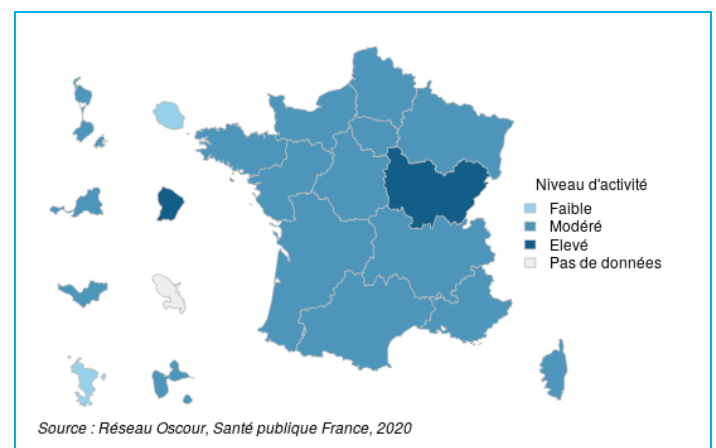 Niveau d'activité
Faible
Modéré
Elevé
Pas de données
Source : Réseau Oscour, Santé publique France, 2020